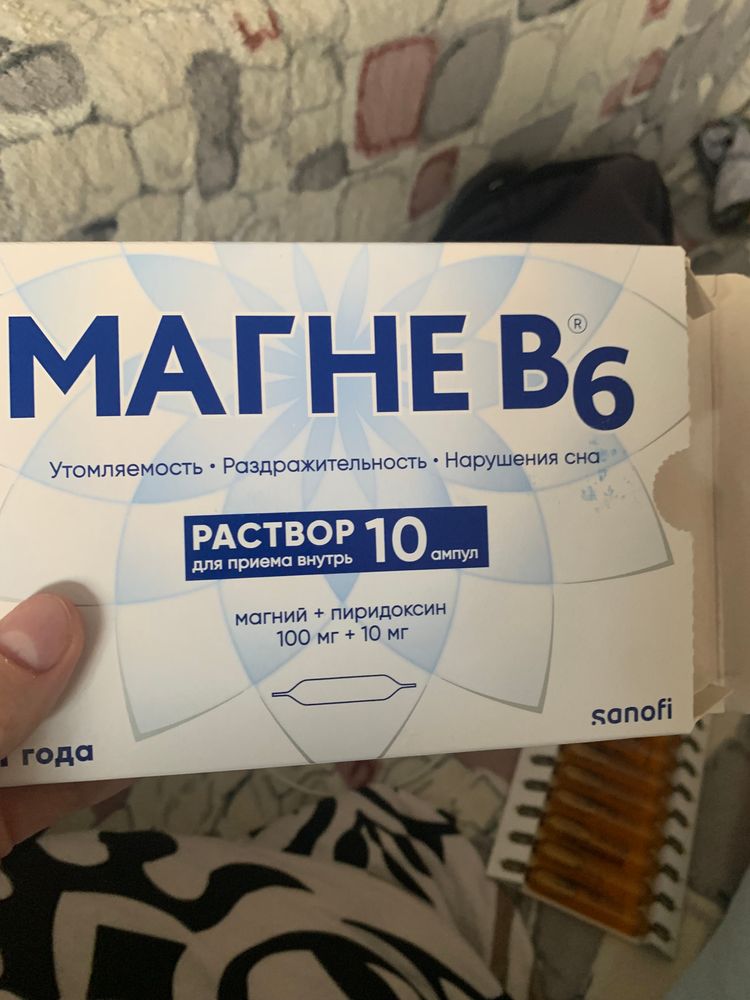 МАГНЕ B6®
Утомляемость • Раздражительность • Нарушения сна
РАСТВОР
для приема внутрь
10 ампул
магний + пиридоксин
100 мг + 10 мг
sanofi
года